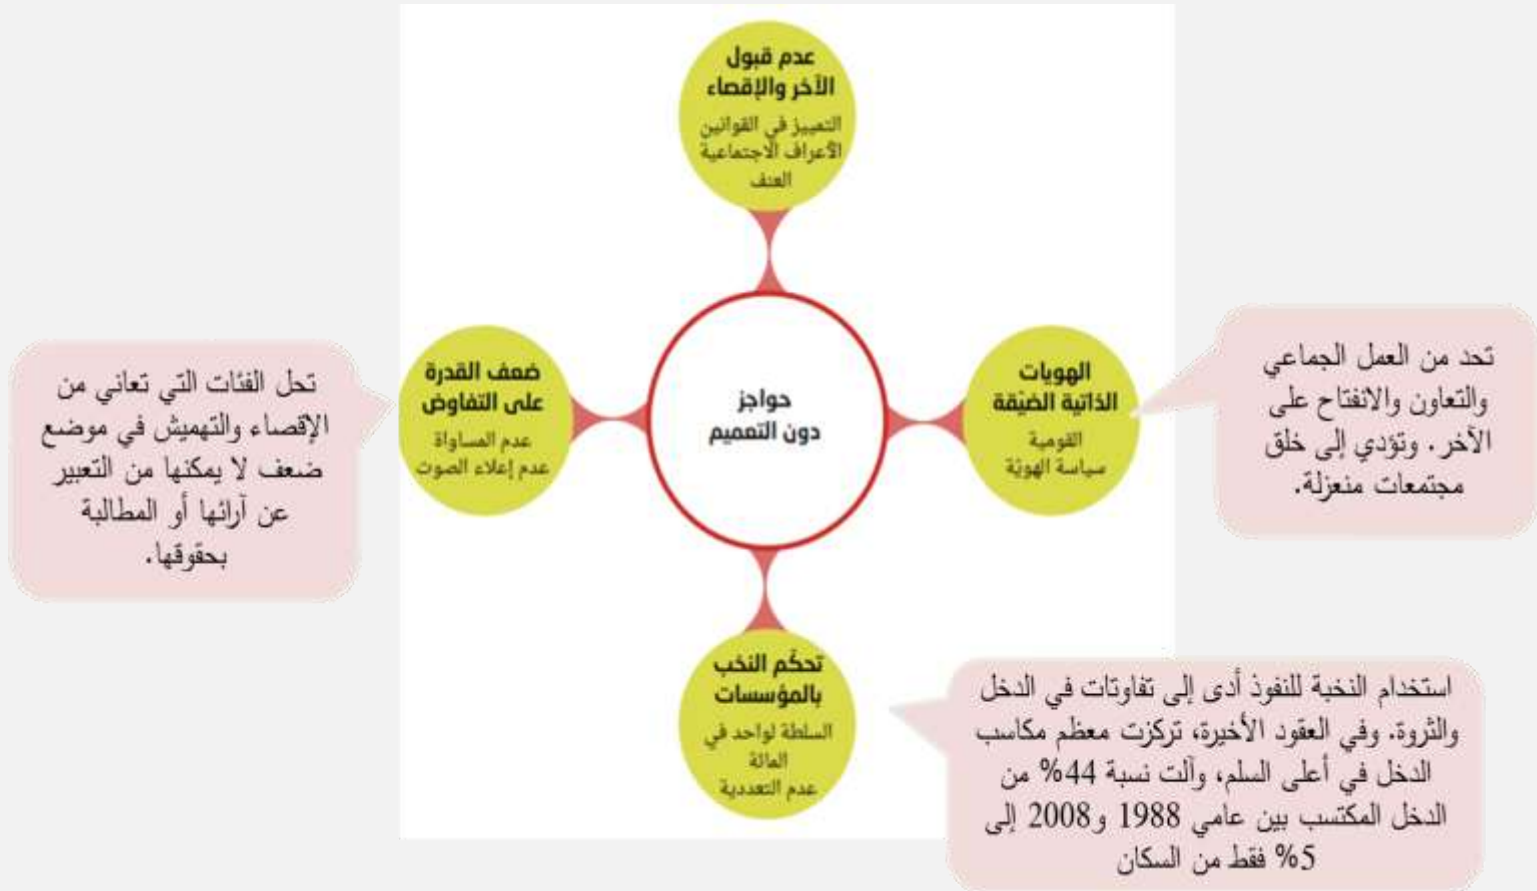 عدم قبول
الآخر والإقصاء
التمييز في القوانين
الأعراف الاجتماعية
العنف
تحد من العمل الجماعي
والتعاون والانفتاح على
الآخر. وتؤدي إلى خلق
مجتمعات منعزلة.
الهويات
الذاتية الضيّقة
القومية
سياسة الهويّة
حواجز
دون التعميم
ضعف القدرة
على التفاوض
عدم المساواة
عدم إعلاء الصوت
تحل الفئات التي تعاني من
الإقصاء والتهميش في موضع
ضعف لا يمكنها من التعبير
عن آرائها أو المطالبة
بحقوقها.
تحكّم النخب
بالمؤسسات
السلطة لواحد في
المائة
عدم التعددية
استخدام النخبة للنفوذ أدى إلى تفاوتات في الدخل
والثروة. وفي العقود الأخيرة، تركزت معظم مكاسب
الدخل في أعلى السلم، وآلت نسبة 44% من
الدخل المكتسب بين عامي 1988 و2008 إلى
5% فقط من السكان